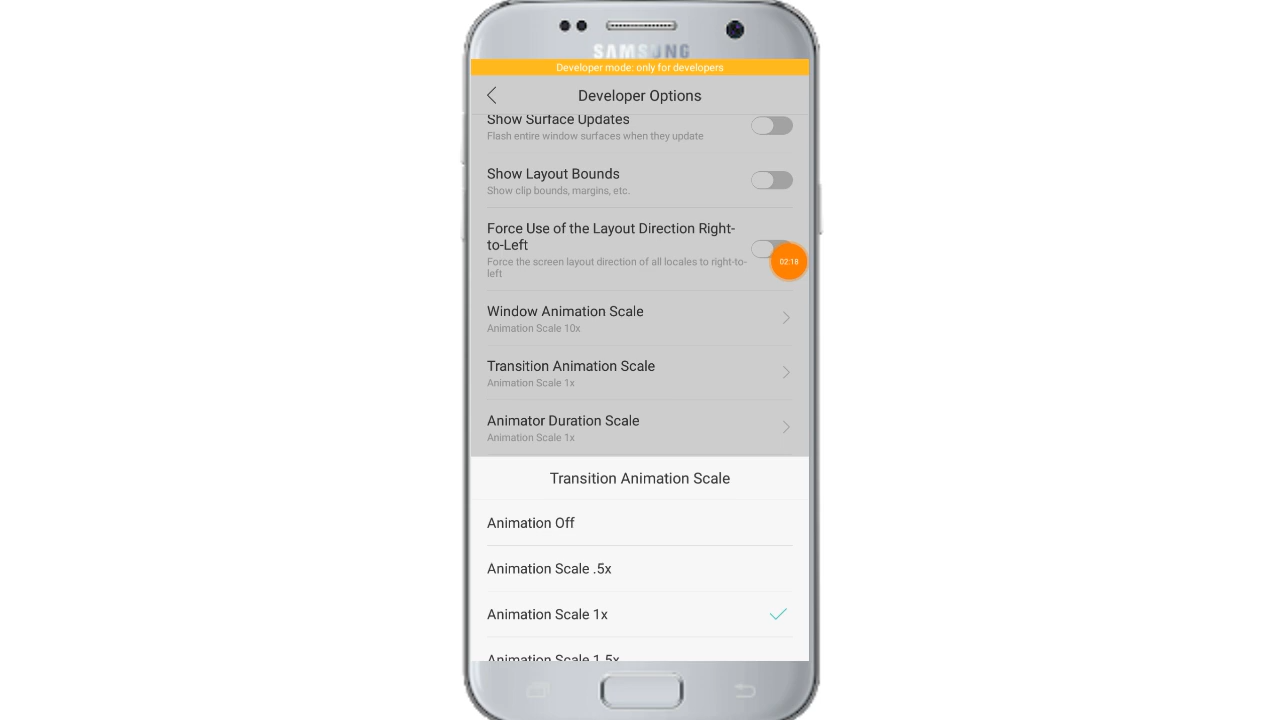 SAMSUNG
Developer mode: only for developers
Developer Options
Show Surface Updates
Flash entire window surfaces when they update
Show Layout Bounds
Show clip bounds, margins, etc.
Force Use of the Layout Direction Right-
to-Left
Force the screen layout direction of all locales to right-to-
left
02:18
Window Animation Scale
Animation Scale 10x
Transition Animation Scale
Animation Scale 1x
Animator Duration Scale
Animation Scale 1x
Transition Animation Scale
Animation Off
Animation Scale .5x
Animation Scale 1x
Animation Scale 1.5x